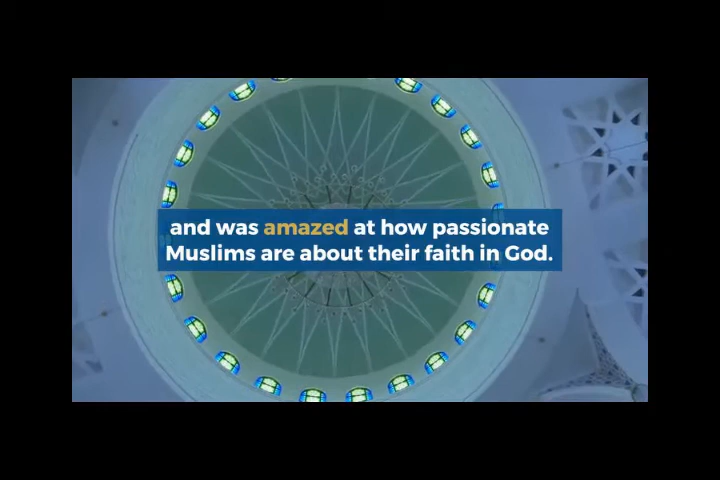 and was amazed at how passionate
Muslims are about their faith in God.